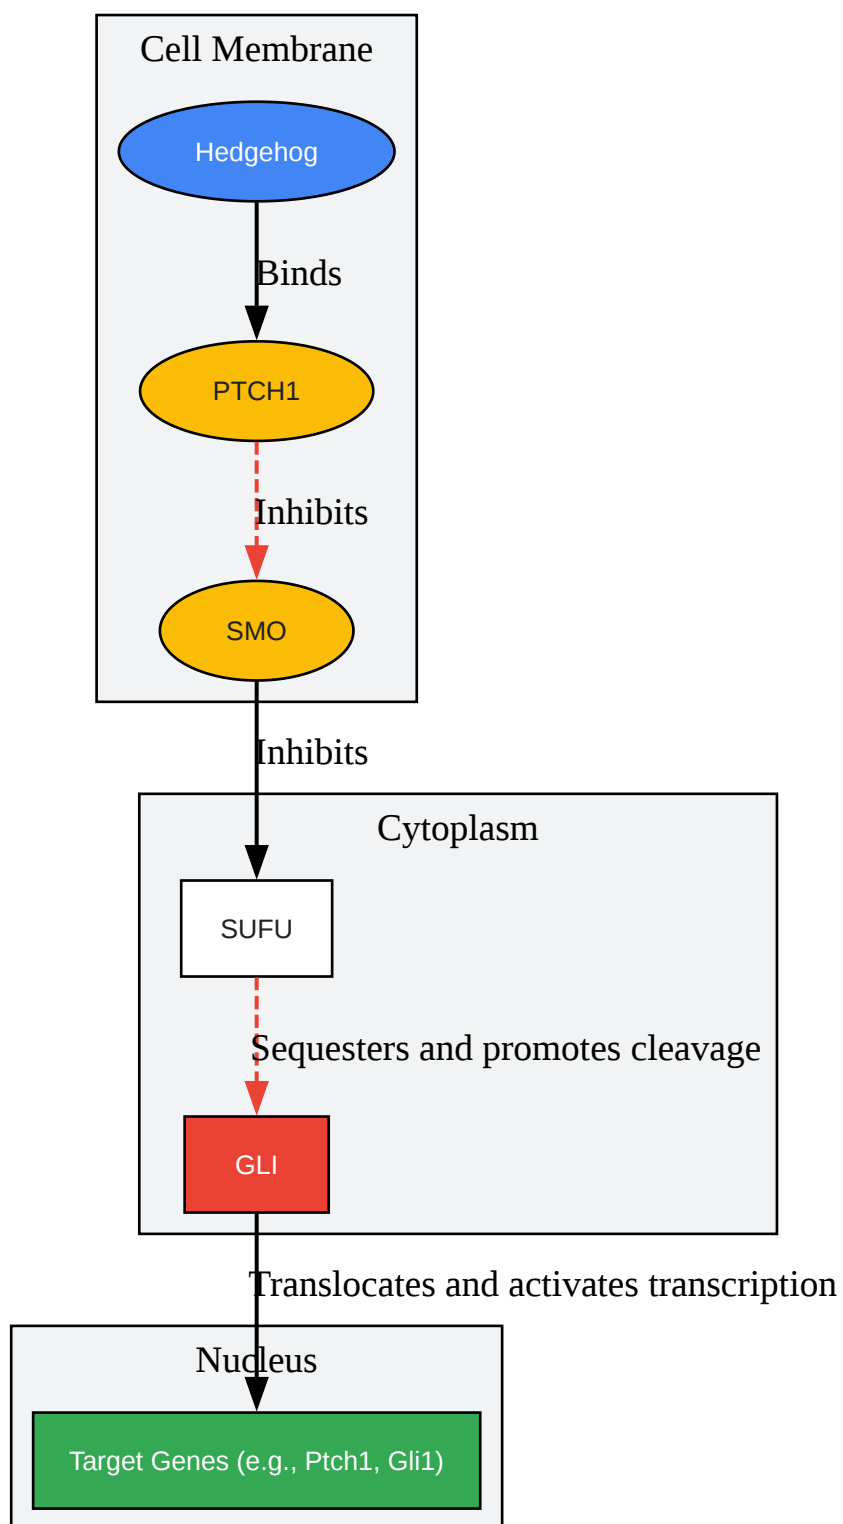 Cell Membrane
Hedgehog
Binds
PTCH1
Inhibits
SMO
Inhibits
Cytoplasm
SUFU
Sequesters and promotes cleavage
GLI
Translocates and activates transcription
Nucleus
Target Genes (e.g., Ptch1, Gli1)